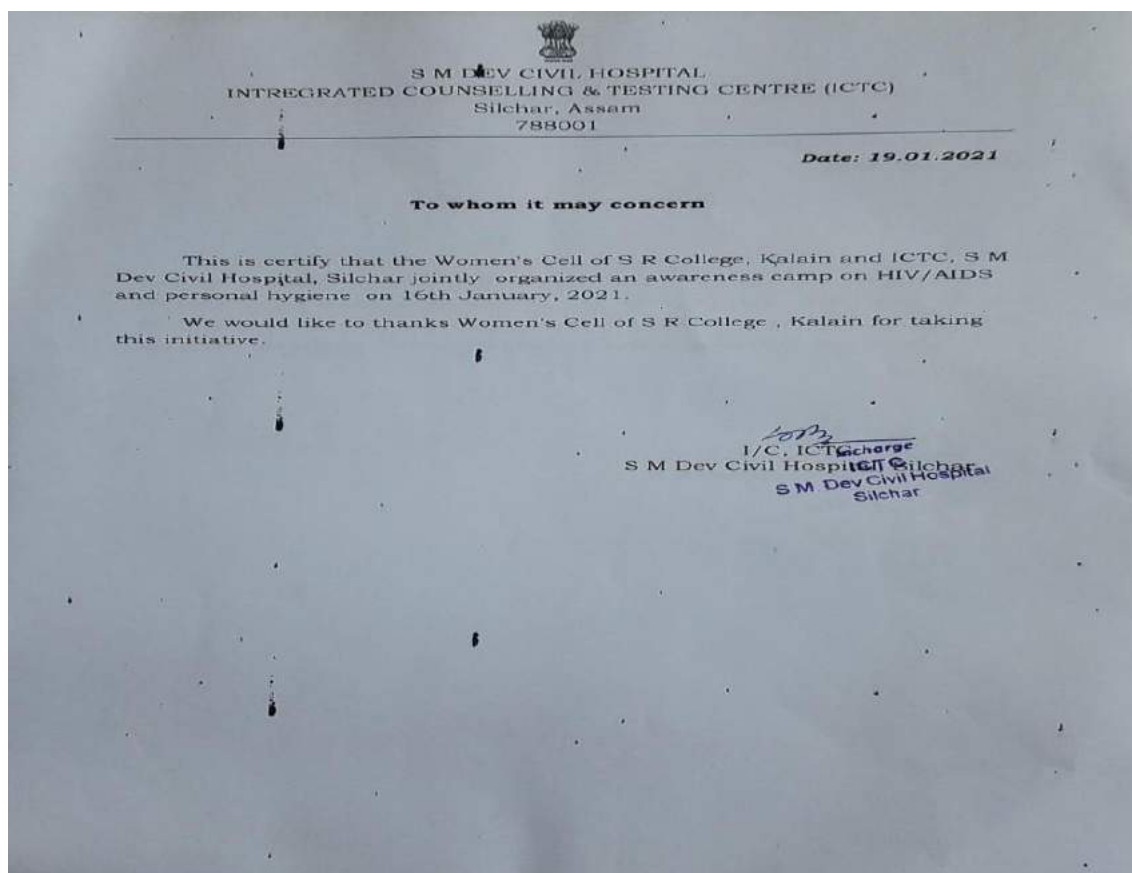 S M DEV CIVIL HOSPITAL
INTREGRATED COUNSELLING & TESTING CENTRE (ICTC)
Silchar, Assam
788001
Date: 19.01.2021
To whom it may concern
This is certify that the Women's Cell of S R College, Kalain and ICTC, S M
Dev Civil Hospital, Silchar jointly organized an awareness camp on HIV/AIDS
and personal hygiene on 16th January, 2021.
We would like to thanks Women's Cell of S R College , Kalain for taking
this initiative.
I/C, ICTC
S M Dev Civil Hospital Silchar
Incharge
ICTC
S M Dev Civil Hospital
Silchar